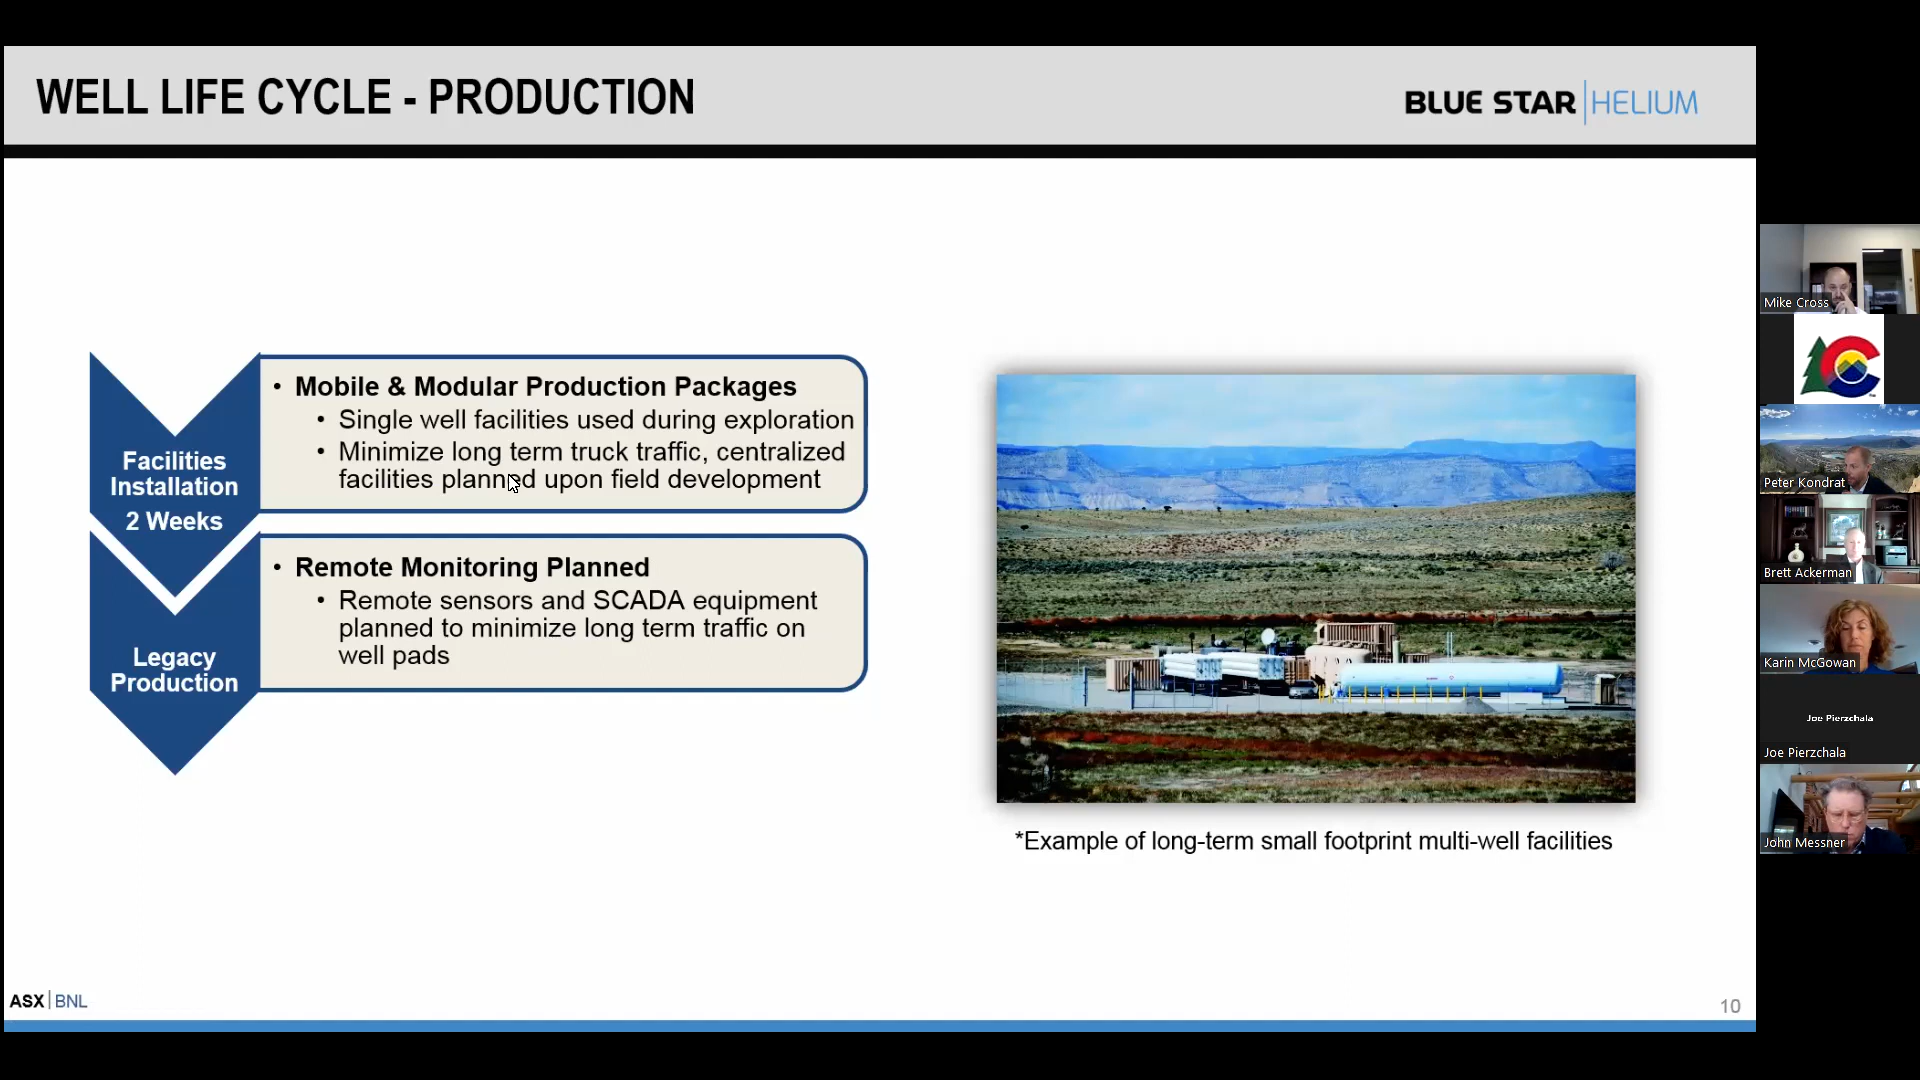 WELL LIFE CYCLE - PRODUCTION
BLUE STAR HELIUM
Facilities
Installation
2 Weeks
• Mobile & Modular Production Packages
• Single well facilities used during exploration
• Minimize long term truck traffic, centralized
facilities planned upon field development
Legacy
Production
• Remote Monitoring Planned
• Remote sensors and SCADA equipment
planned to minimize long term traffic on
well pads
*Example of long-term small footprint multi-well facilities
ASX BNL
10
Mike Cross
Peter Kondrat
Brett Ackerman
Karin McGowan
Joe Pierzchala
Joe Pierzchala
John Messner